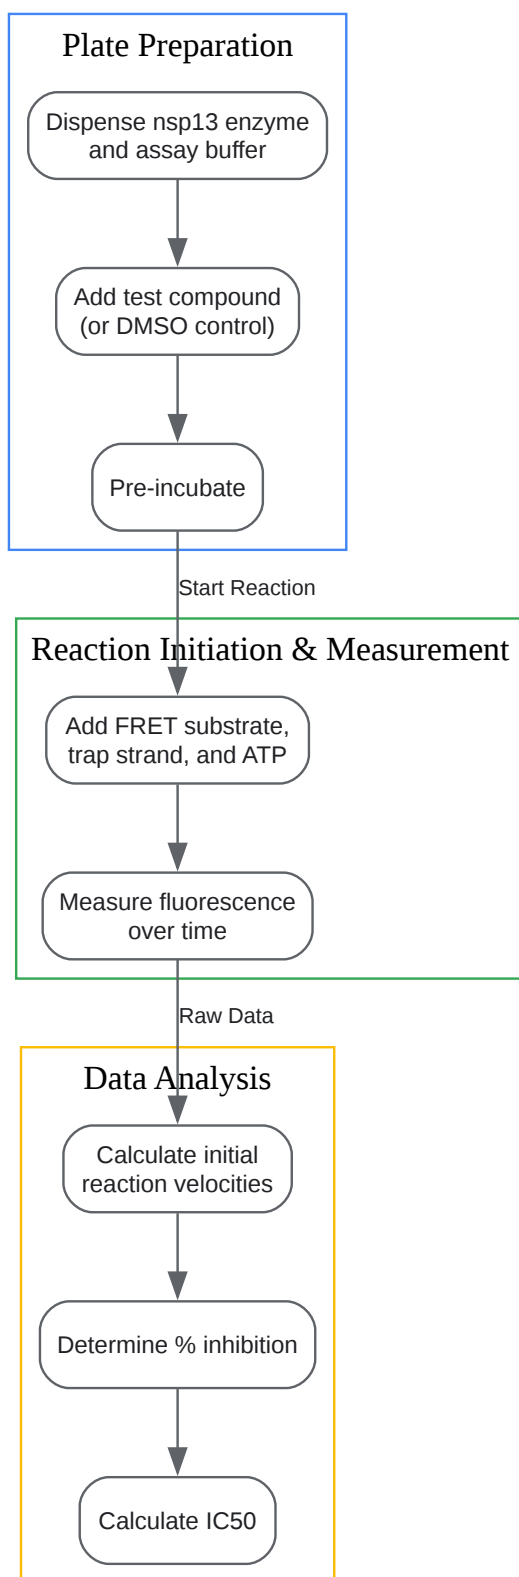 Plate Preparation
Dispense nsp13 enzyme
and assay buffer
Add test compound
(or DMSO control)
Pre-incubate
Start Reaction
Reaction Initiation & Measurement
Add FRET substrate,
trap strand, and ATP
Measure fluorescence
over time
Raw Data
Data Analysis
Calculate initial
reaction velocities
Determine % inhibition
Calculate IC50